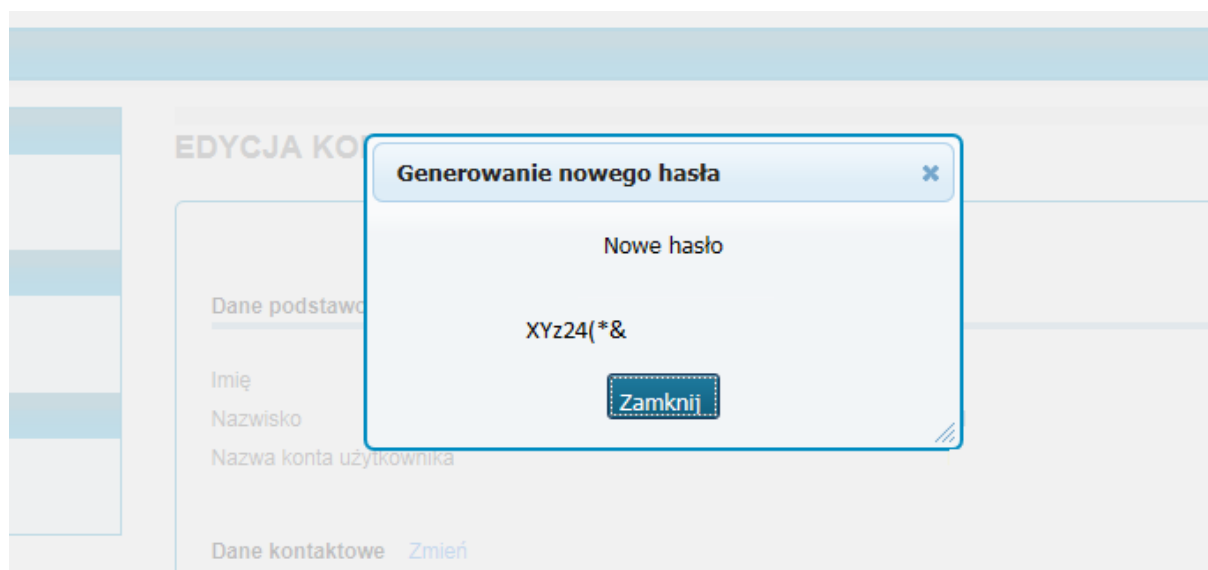 EDYCJA KO
Generowanie nowego hasła
Nowe hasło
XYz24(*&
Zamknij
Dane podstawo
Imię
Nazwisko
Nazwa konta użytkownika
Dane kontaktowe Zmień